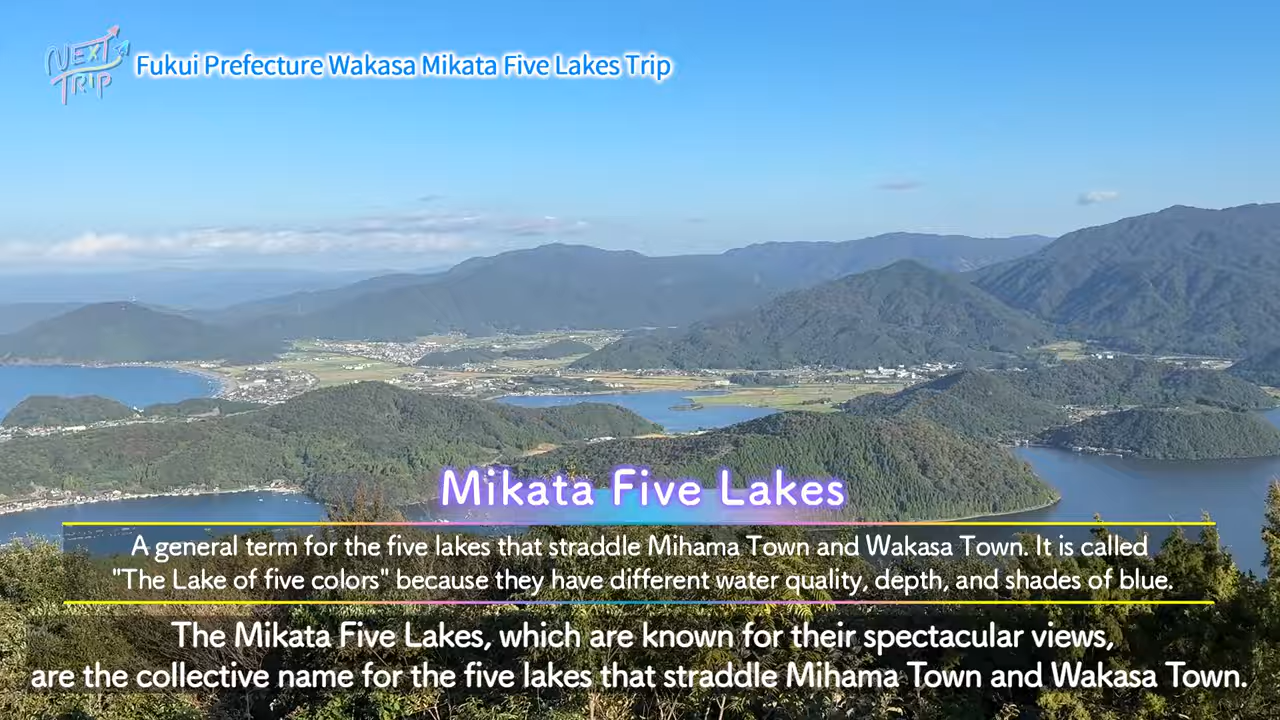 NEXT
TRIP
Fukui Prefecture Wakasa Mikata Five Lakes Trip
Mikata Five Lakes
A general term for the five lakes that straddle Mihama Town and Wakasa Town. It is called
"The Lake of five colors" because they have different water quality, depth, and shades of blue.
The Mikata Five Lakes, which are known for their spectacular views,
are the collective name for the five lakes that straddle Mihama Town and Wakasa Town.